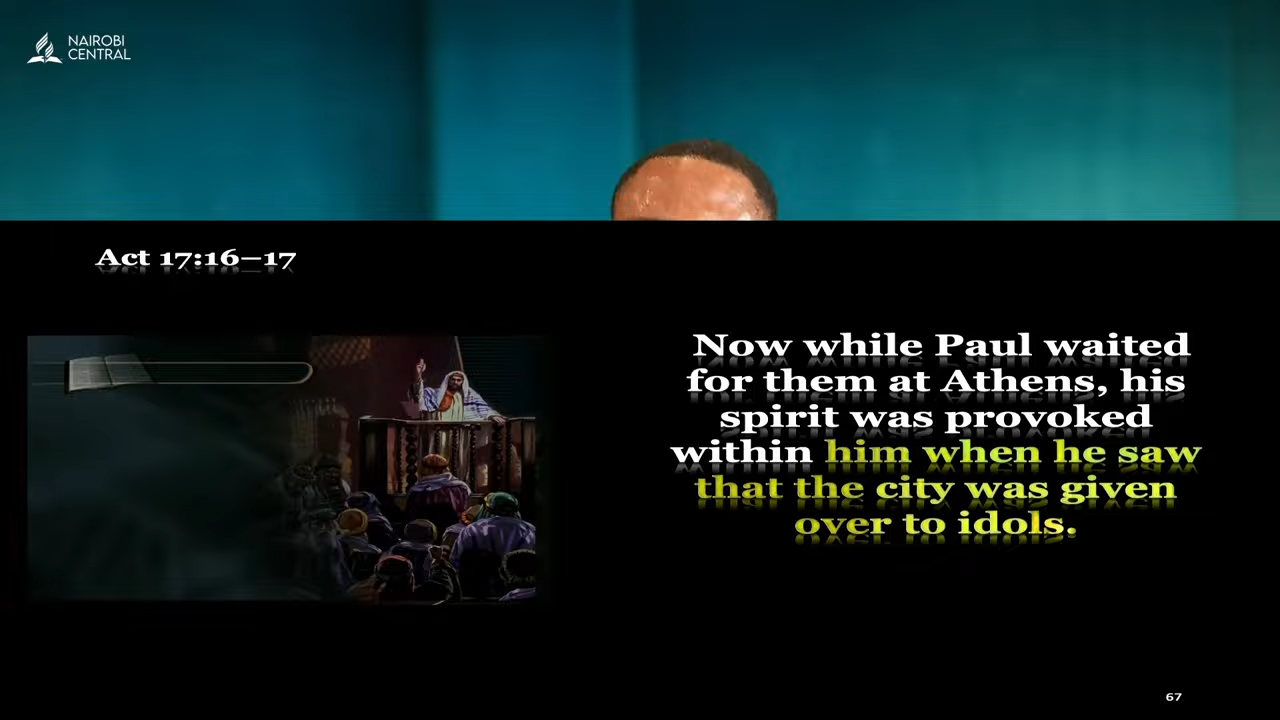 NAIROBI
CENTRAL
Act 17:16–17
Now while Paul waited
for them at Athens, his
spirit was provoked
within him when he saw
that the city was given
over to idols.
67